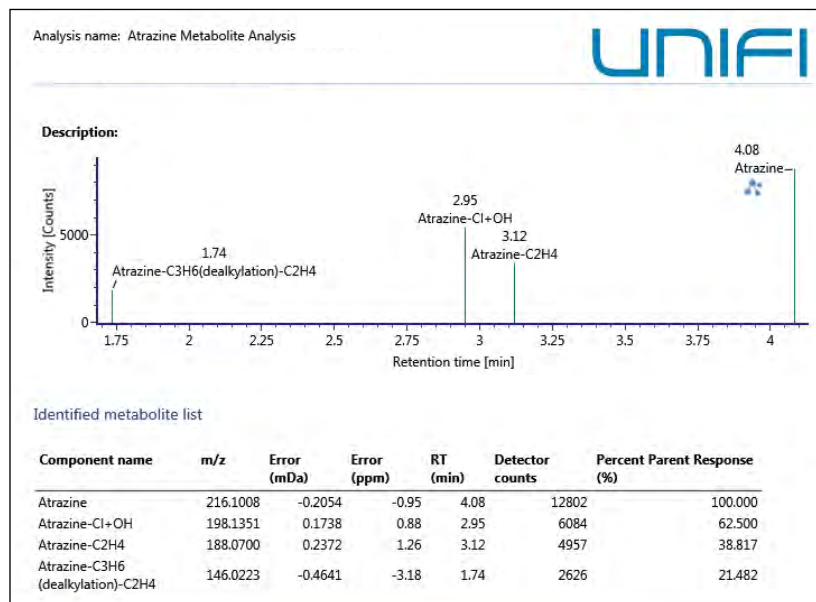 Analysis name: Atrazine Metabolite Analysis
UNIFI
Description:
4.08
Atrazine
2.95
Atrazine-Cl+OH
3.12
Atrazine-C2H4
1.74
Atrazine-C3H6(dealkylation)-C2H4
Intensity [Counts]
5000
0
1.75 2 2.25 2.5 2.75 3 3.25 3.5 3.75 4
Retention time [min]
Identified metabolite list
Component name m/z Error (mDa) Error (ppm) RT (min) Detector counts Percent Parent Response (%)
Atrazine 216.1008 -0.2054 -0.95 4.08 12802 100.000
Atrazine-Cl+OH 198.1351 0.1738 0.88 2.95 6084 62.500
Atrazine-C2H4 188.0700 0.2372 1.26 3.12 4957 38.817
Atrazine-C3H6 (dealkylation)-C2H4 146.0223 -0.4641 -3.18 1.74 2626 21.482